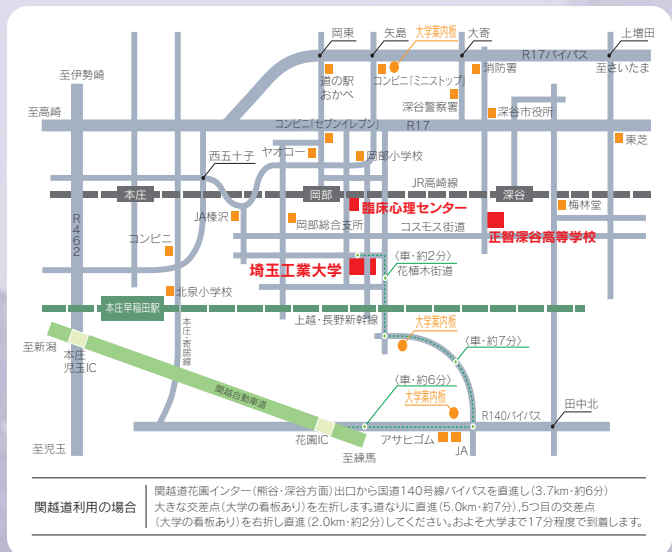 岡東
矢島
大学案内板
大寄
上増田
R17バイパス
至さいたま
至伊勢崎
道の駅
おかべ
コンビニ「ミニストップ」
消防署
深谷警察署
深谷市役所
至高崎
コンビニ「セブンイレブン」
R17
東芝
西五十子
ヤオコー
岡部小学校
JR高崎線
本庄
岡部
深谷
R462
JA榛沢
臨床心理センター
梅林堂
岡部総合支所
コスモス街道
正智深谷高等学校
コンビニ
〈車・約2分〉
花植木街道
埼玉工業大学
北泉小学校
本庄早稲田駅
上越・長野新幹線
本庄・寄居線
大学案内板
〈車・約7分〉
至新潟
本庄
児玉IC
〈車・約6分〉
関越自動車道
大学案内板
田中北
R140バイパス
至児玉
花園IC
アサヒゴム
JA
至練馬
関越道利用の場合
関越道花園インター(熊谷・深谷方面)出口から国道140号線バイパスを直進し(3.7km・約6分)
大きな交差点(大学の看板あり)を左折します。道なりに直進(5.0km・約7分)、5つ目の交差点
(大学の看板あり)を右折し直進(2.0km・約2分)してください。およそ大学まで17分程度で到着します。